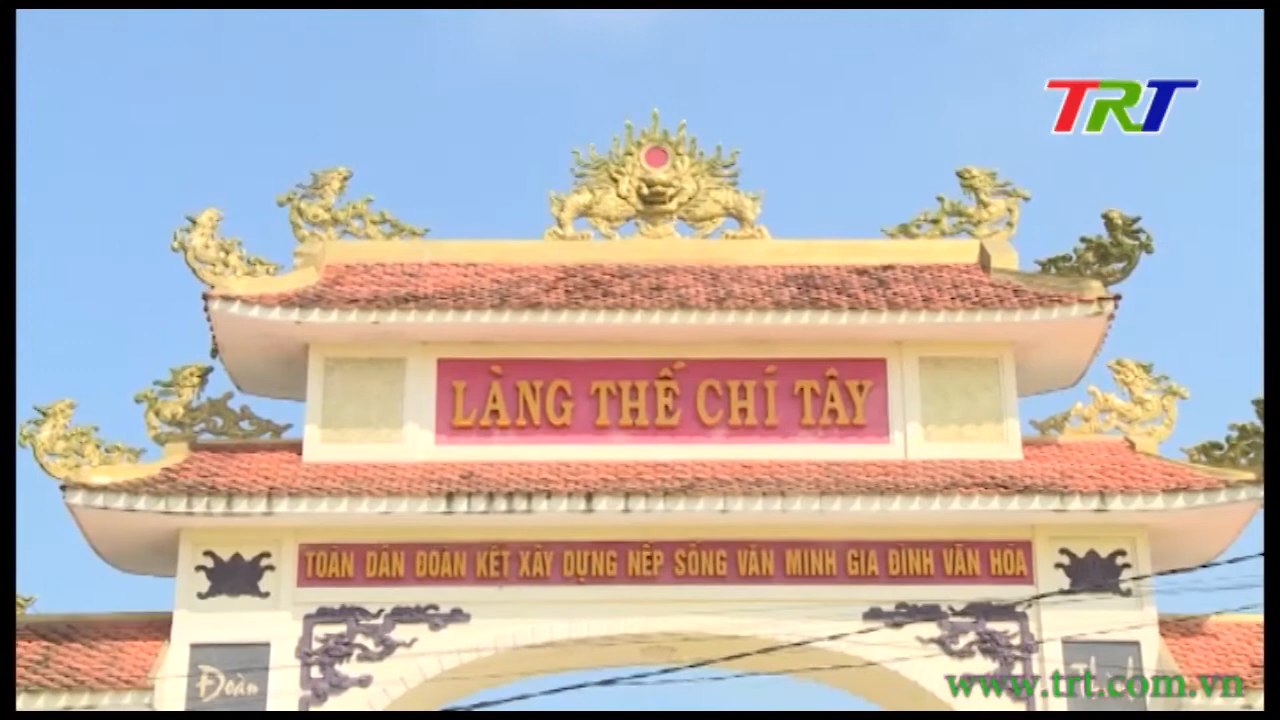 TRT
LÀNG THẾ CHÍ TÂY
TOÀN DÂN ĐOÀN KẾT XÂY DỰNG NẾP SỐNG VĂN MINH GIA ĐÌNH VĂN HÓA
Đoàn
www.trt.com.vn